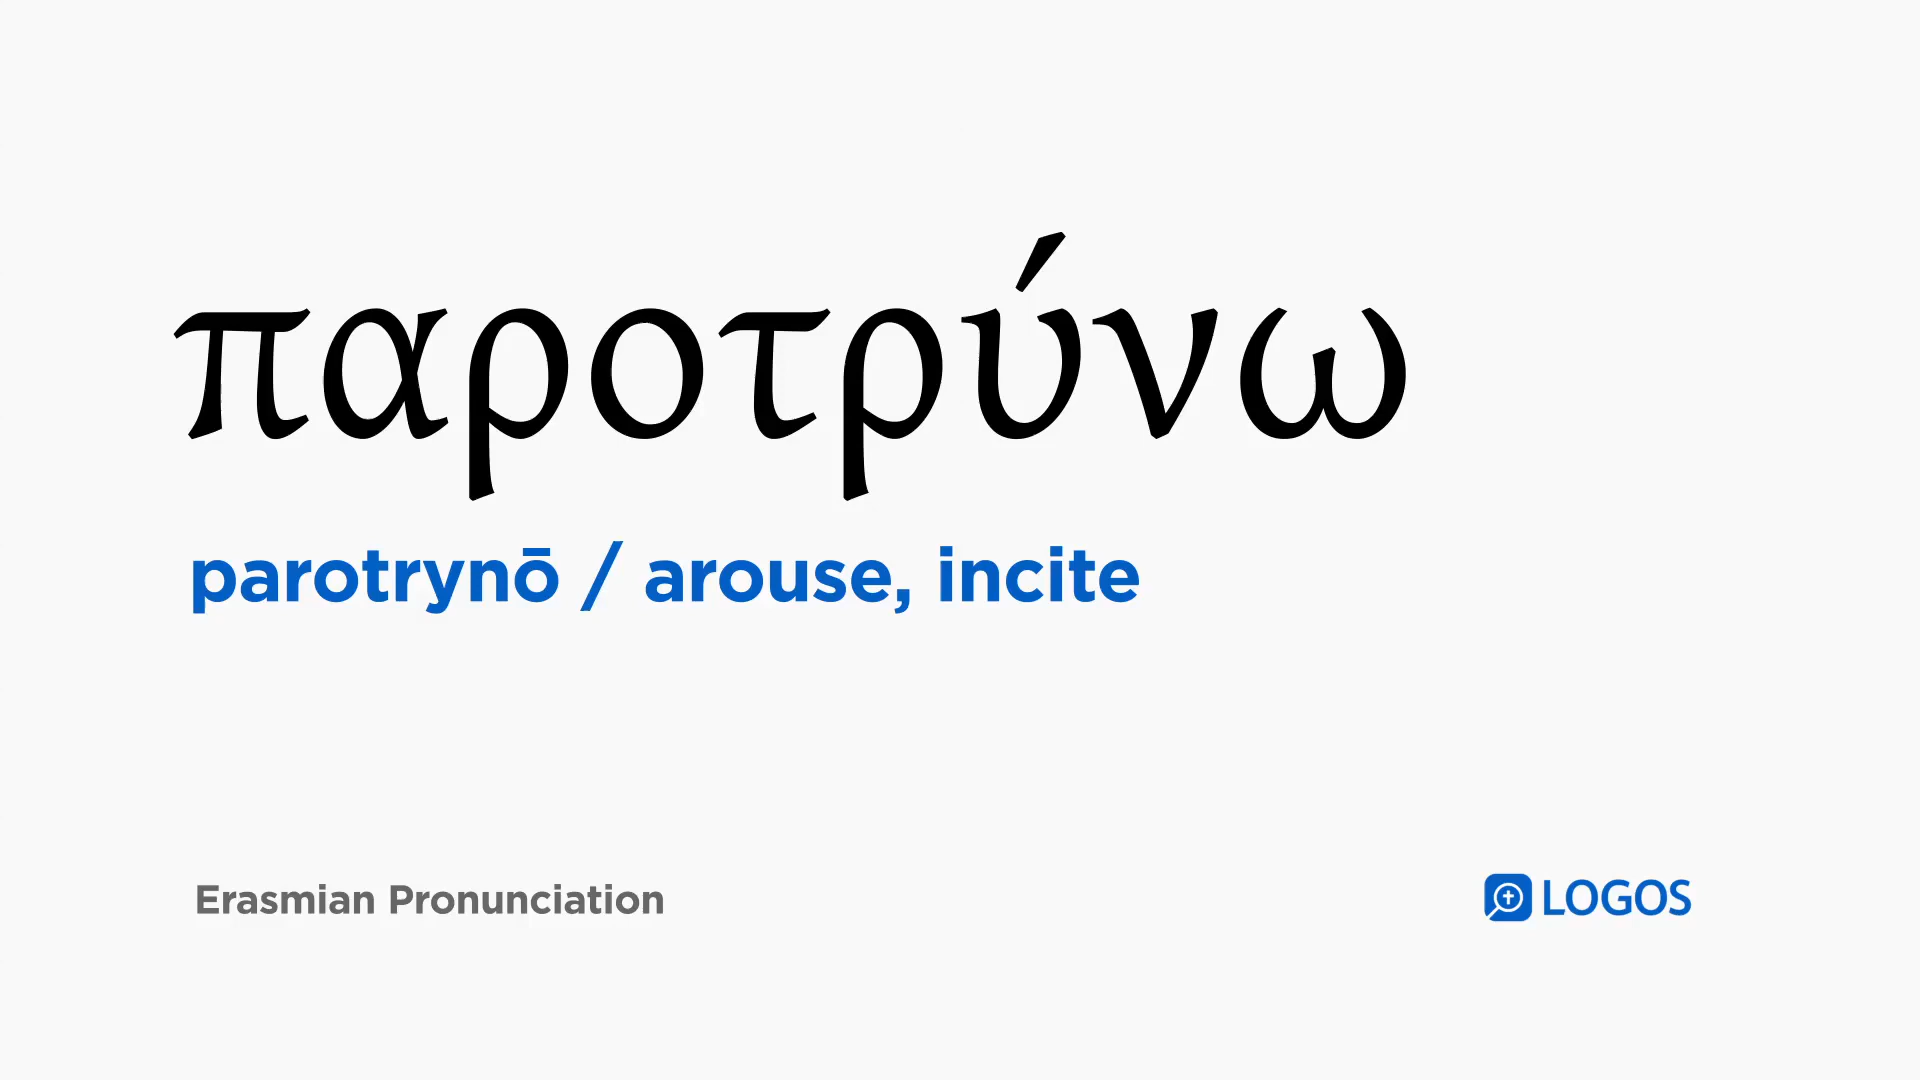 παροτρύνω
parotrynō / arouse, incite
Erasmian Pronunciation
LOGOS